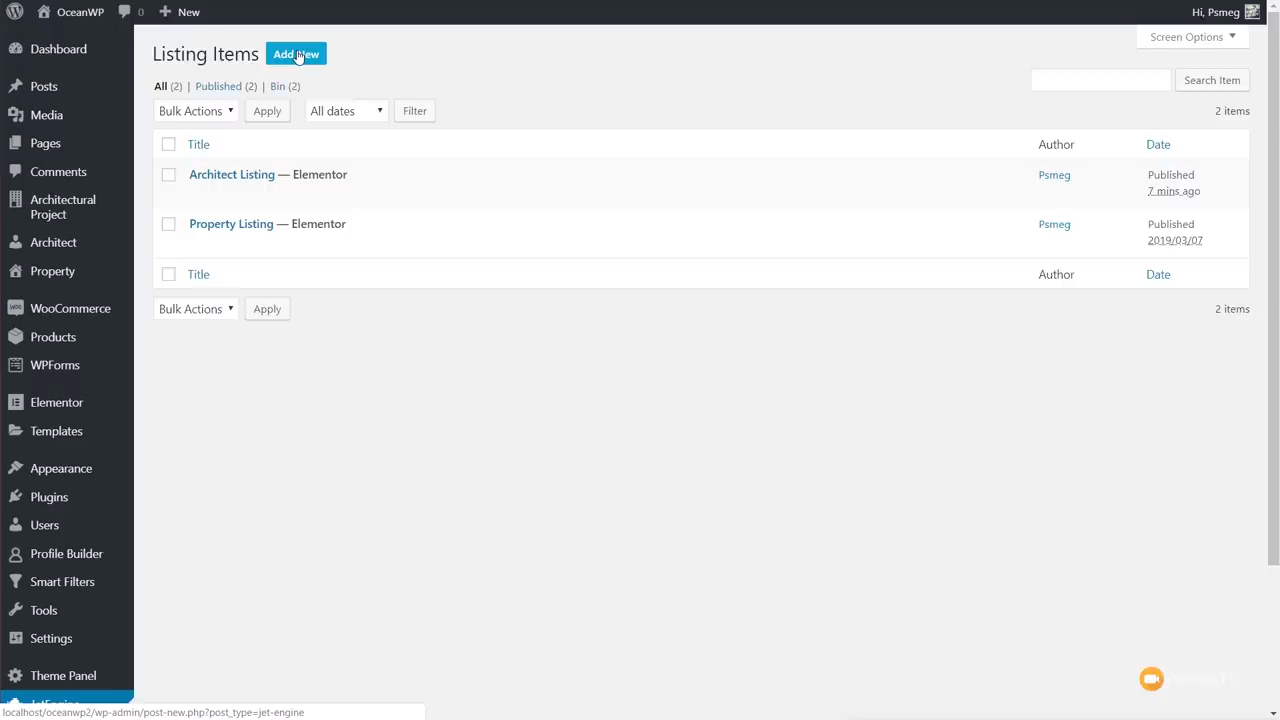 OceanWP 0 New Hi, Psmeg
Screen Options
Listing Items Add New
All (2) | Published (2) | Bin (2)
Search Item
Bulk Actions Apply All dates Filter 2 items
Title Author Date
Architect Listing — Elementor Psmeg Published
7 mins ago
Property Listing — Elementor Psmeg Published
2019/03/07
Title Author Date
Bulk Actions Apply 2 items
Dashboard
Posts
Media
Pages
Comments
Architectural
Project
Architect
Property
WooCommerce
Products
WPForms
Elementor
Templates
Appearance
Plugins
Users
Profile Builder
Smart Filters
Tools
Settings
Theme Panel
JetEngine
localhost/oceanwp2/wp-admin/post-new.php?post_type=jet-engine